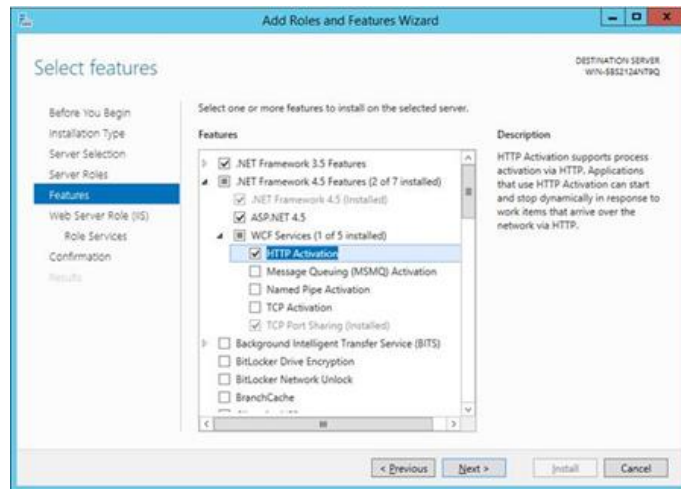 Add Roles and Features Wizard
Select features
DESTINATION SERVER
WIN-5BS2124NT9Q
Before You Begin
Installation Type
Server Selection
Server Roles
Features
Web Server Role (IIS)
Role Services
Confirmation
Results
Select one or more features to install on the selected server.
Features
.NET Framework 3.5 Features
.NET Framework 4.5 Features (2 of 7 installed)
.NET Framework 4.5 (Installed)
ASP.NET 4.5
WCF Services (1 of 5 installed)
HTTP Activation
Message Queuing (MSMQ) Activation
Named Pipe Activation
TCP Activation
TCP Port Sharing (Installed)
Background Intelligent Transfer Service (BITS)
BitLocker Drive Encryption
BitLocker Network Unlock
BranchCache
Description
HTTP Activation supports process
activation via HTTP. Applications
that use HTTP Activation can start
and stop dynamically in response to
work items that arrive over the
network via HTTP.
< Previous
Next >
Install
Cancel